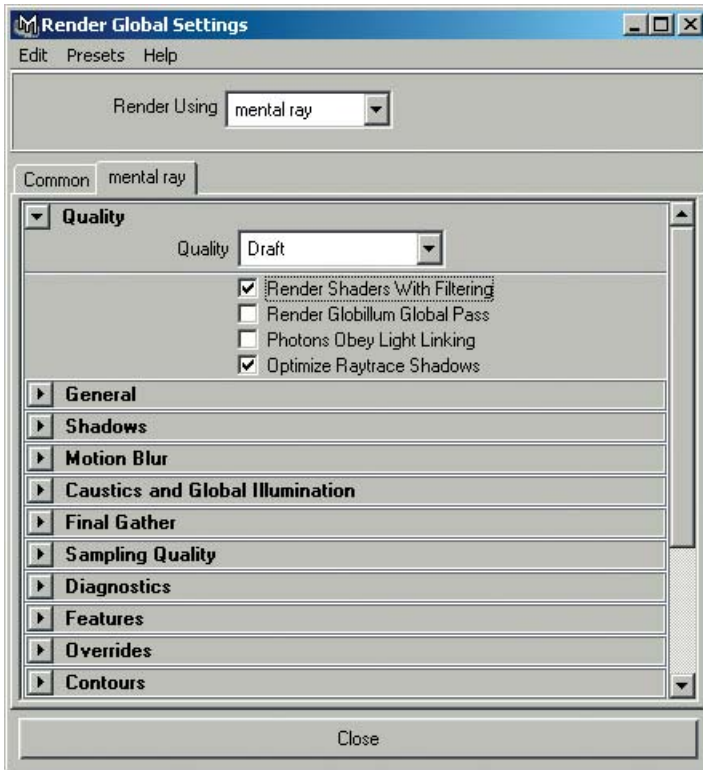 Render Global Settings
Edit Presets Help
Render Using mental ray
Common mental ray
Quality
Quality Draft
Render Shaders With Filtering
Render Globillum Global Pass
Photons Obey Light Linking
Optimize Raytrace Shadows
General
Shadows
Motion Blur
Caustics and Global Illumination
Final Gather
Sampling Quality
Diagnostics
Features
Overrides
Contours
Close